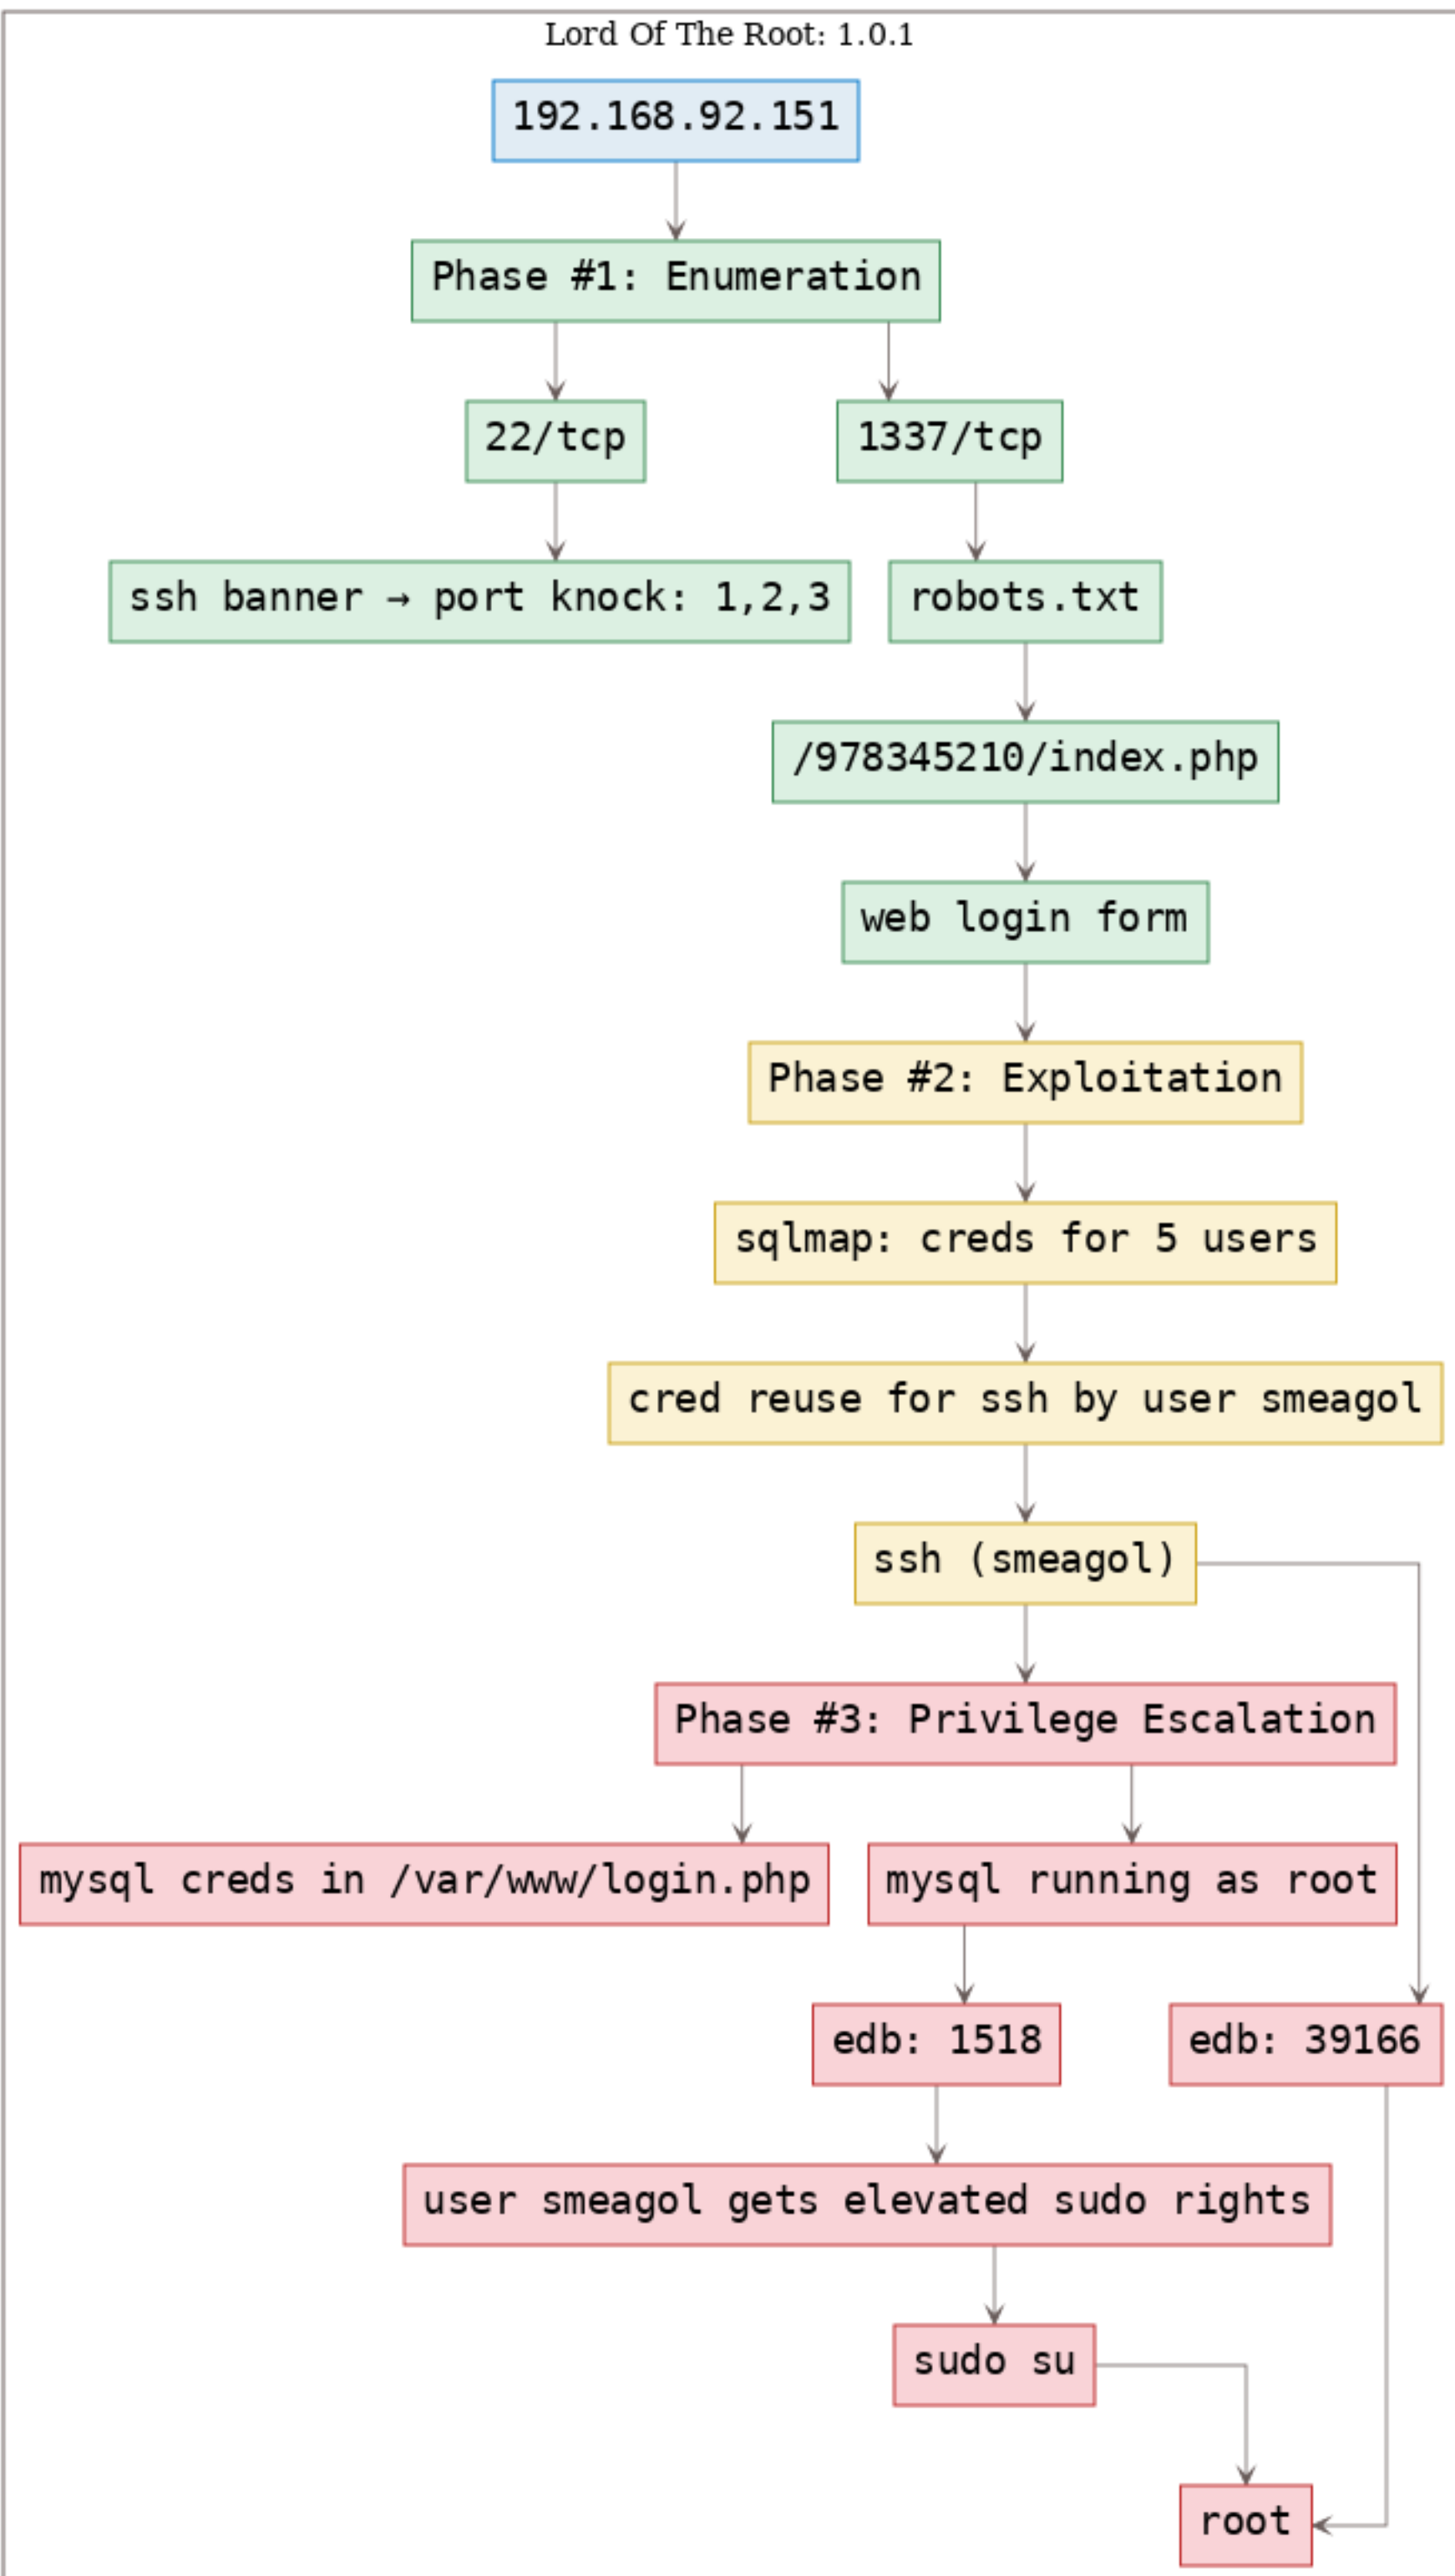 Lord Of The Root: 1.0.1
192.168.92.151
Phase #1: Enumeration
22/tcp
1337/tcp
ssh banner → port knock: 1,2,3
robots.txt
/978345210/index.php
web login form
Phase #2: Exploitation
sqlmap: creds for 5 users
cred reuse for ssh by user smeagol
ssh (smeagol)
Phase #3: Privilege Escalation
mysql creds in /var/www/login.php
mysql running as root
edb: 1518
edb: 39166
user smeagol gets elevated sudo rights
sudo su
root